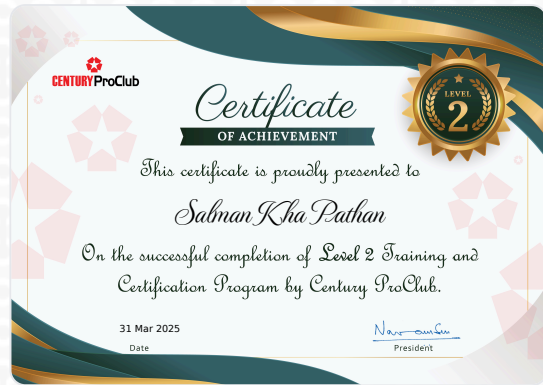 CENTURY ProClub
LEVEL
2
Certificate
OF ACHIEVEMENT
This certificate is proudly presented to
Salman Kha Pathan
On the successful completion of Level 2 Training and
Certification Program by Century ProClub.
31 Mar 2025
Date
President